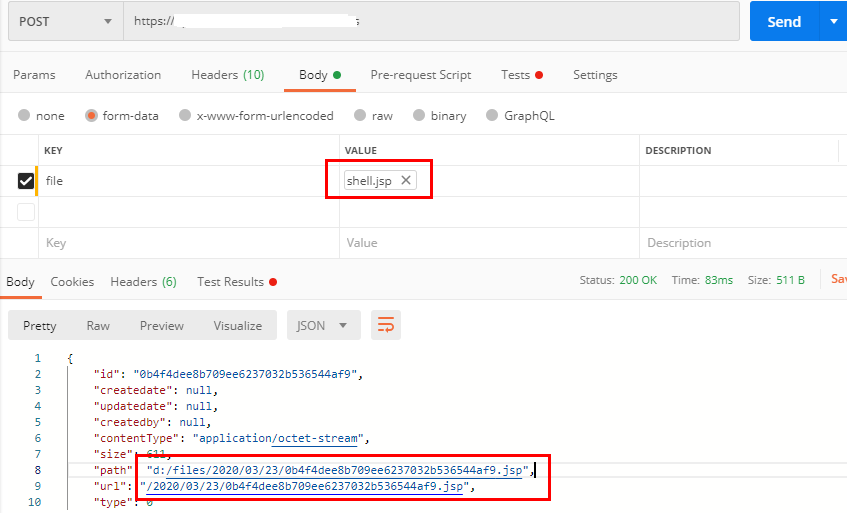 POST https:// s Send
Params Authorization Headers (10) Body Pre-request Script Tests Settings
none form-data x-www-form-urlencoded raw binary GraphQL
KEY VALUE DESCRIPTION
file shell.jsp
Key Value Description
Body Cookies Headers (6) Test Results Status: 200 OK Time: 83ms Size: 511 B
Pretty Raw Preview Visualize JSON
1 {
2 "id": "0b4f4dee8b709ee6237032b536544af9",
3 "createdate": null,
4 "updatedate": null,
5 "createdby": null,
6 "contentType": "application/octet-stream",
7 "size": 611,
8 "path" "d:/files/2020/03/23/0b4f4dee8b709ee6237032b536544af9.jsp",
9 "url": "/2020/03/23/0b4f4dee8b709ee6237032b536544af9.jsp",
10 "type": 0